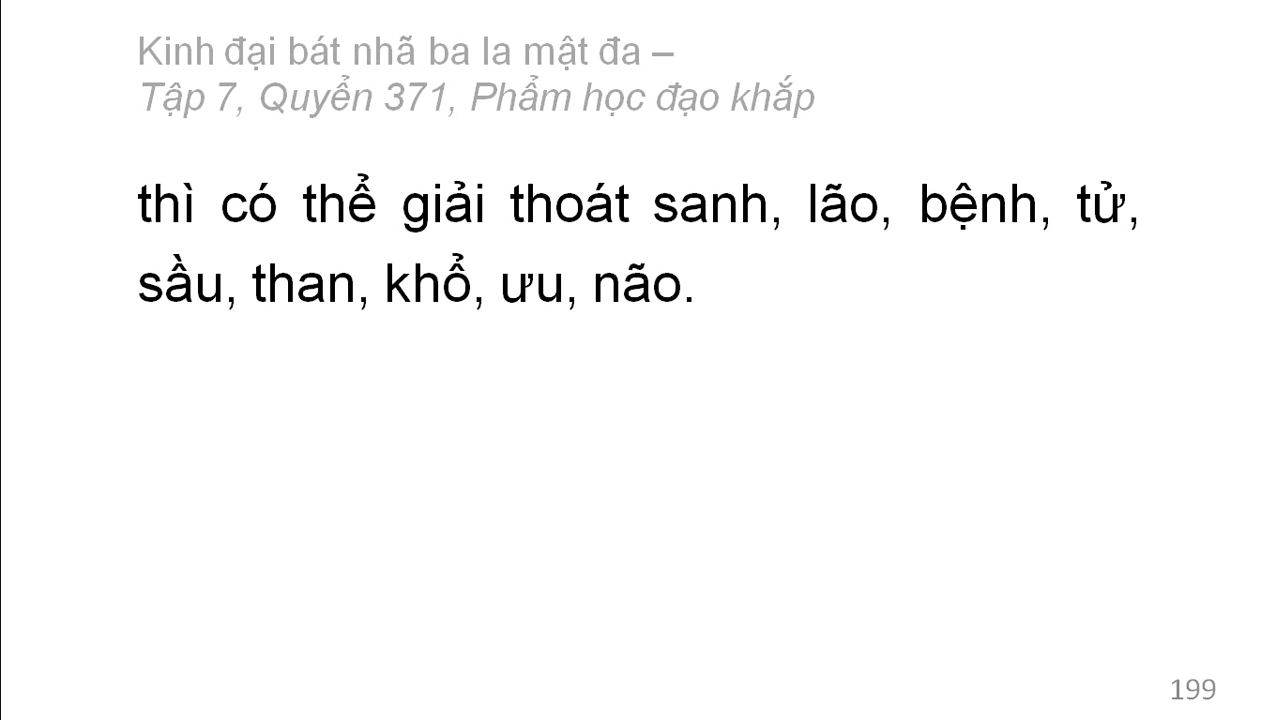 Kinh đại bát nhã ba la mật đa –
Tập 7, Quyển 371, Phẩm học đạo khắp
thì có thể giải thoát sanh, lão, bệnh, tử,
sầu, than, khổ, ưu, não.
199